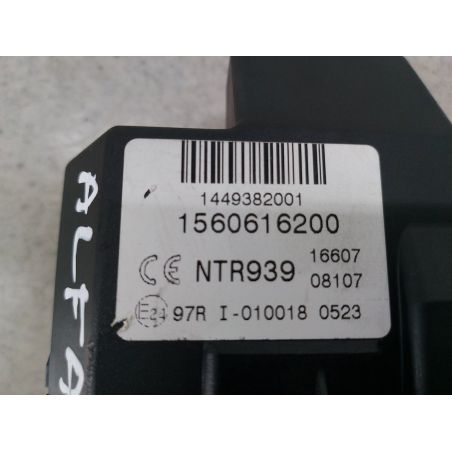 1449382001
1560616200
CE NTR939 16607
08107
E24 97R I-010018 0523
ALFA